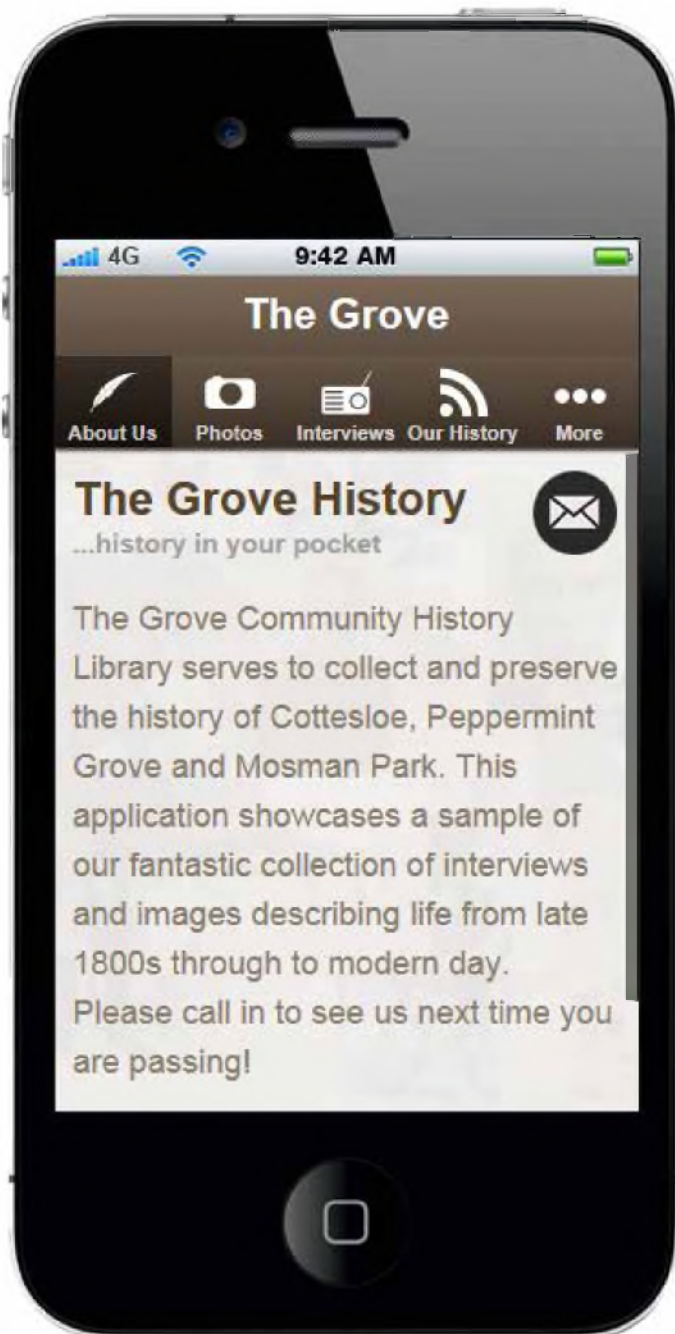 4G 9:42 AM
The Grove
About Us Photos Interviews Our History More
The Grove History
...history in your pocket
The Grove Community History
Library serves to collect and preserve
the history of Cottesloe, Peppermint
Grove and Mosman Park. This
application showcases a sample of
our fantastic collection of interviews
and images describing life from late
1800s through to modern day.
Please call in to see us next time you
are passing!